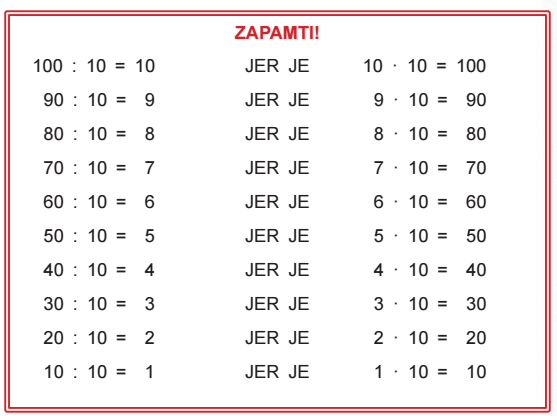 ZAPAMTI!
100 : 10 = 10 JER JE 10 · 10 = 100
90 : 10 = 9 JER JE 9 · 10 = 90
80 : 10 = 8 JER JE 8 · 10 = 80
70 : 10 = 7 JER JE 7 · 10 = 70
60 : 10 = 6 JER JE 6 · 10 = 60
50 : 10 = 5 JER JE 5 · 10 = 50
40 : 10 = 4 JER JE 4 · 10 = 40
30 : 10 = 3 JER JE 3 · 10 = 30
20 : 10 = 2 JER JE 2 · 10 = 20
10 : 10 = 1 JER JE 1 · 10 = 10